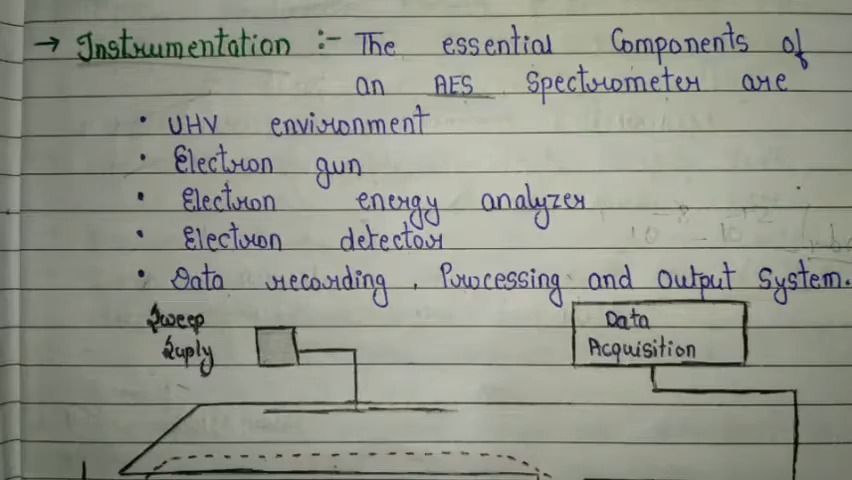 → Instrumentation :- The essential Components of
an AES Spectrometer are
• UHV environment
• Electron gun
• Electron energy analyzer
• Electron detector
• Data recording, Processing and Output System.
Sweep
Suply
Data
Acquisition